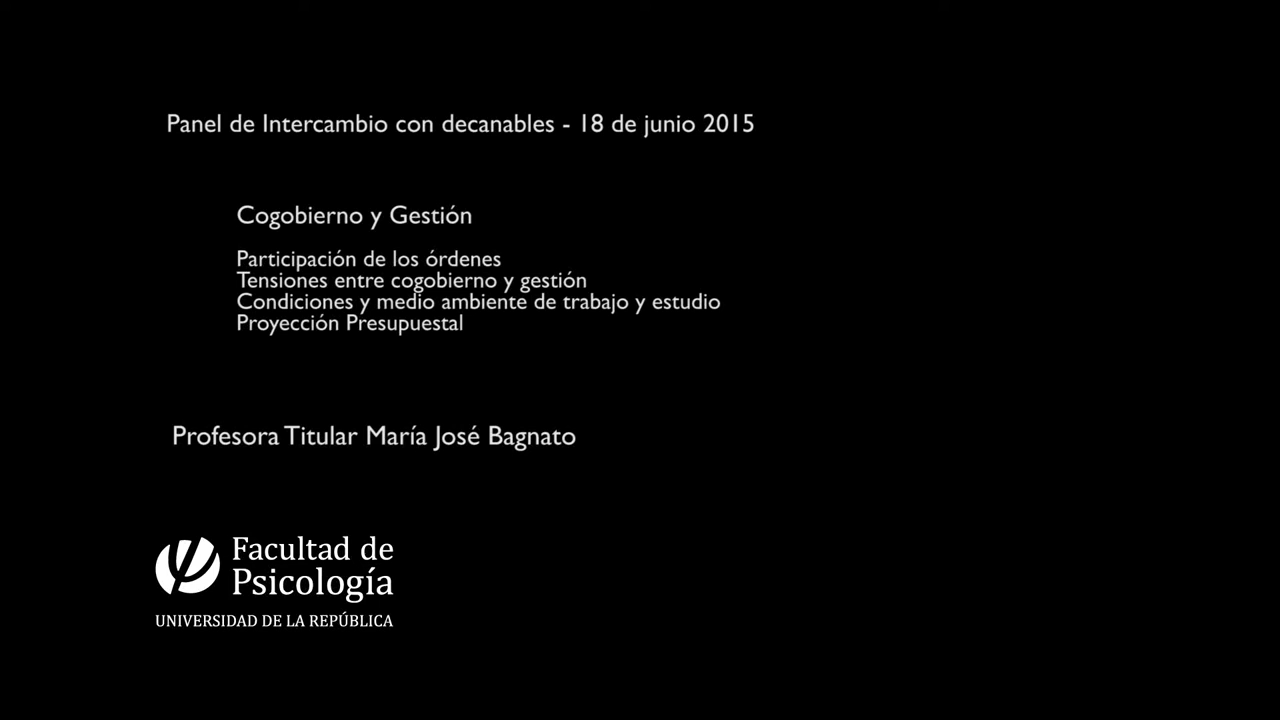 Panel de Intercambio con decanables - 18 de junio 2015
Cogobierno y Gestión
Participación de los órdenes
Tensiones entre cogobierno y gestión
Condiciones y medio ambiente de trabajo y estudio
Proyección Presupuestal
Profesora Titular María José Bagnato
Facultad de
Psicología
UNIVERSIDAD DE LA REPÚBLICA